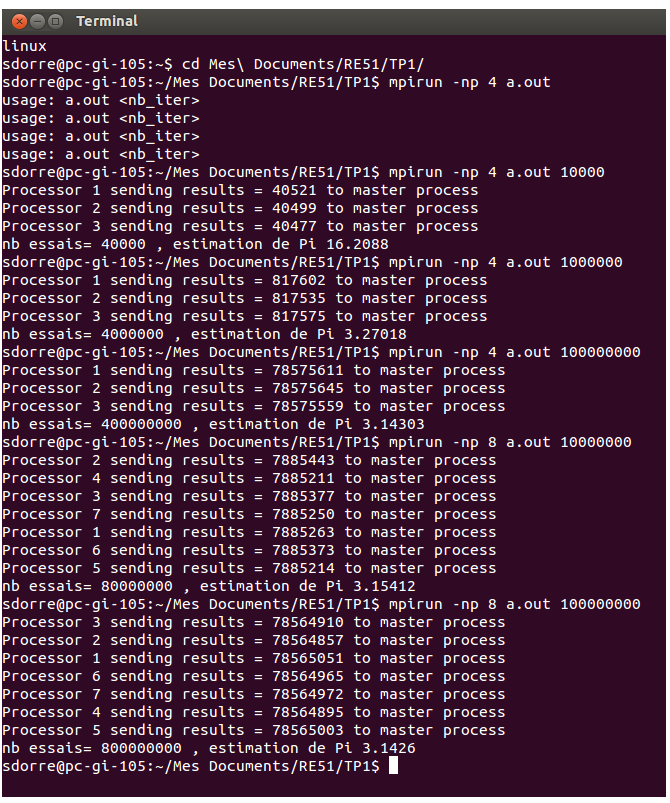 Terminal
linux
sdorre@pc-gi-105:~$ cd Mes\ Documents/RE51/TP1/
sdorre@pc-gi-105:~/Mes Documents/RE51/TP1$ mpirun -np 4 a.out
usage: a.out <nb_iter>
usage: a.out <nb_iter>
usage: a.out <nb_iter>
usage: a.out <nb_iter>
sdorre@pc-gi-105:~/Mes Documents/RE51/TP1$ mpirun -np 4 a.out 10000
Processor 1 sending results = 40521 to master process
Processor 2 sending results = 40499 to master process
Processor 3 sending results = 40477 to master process
nb essais= 40000 , estimation de Pi 16.2088
sdorre@pc-gi-105:~/Mes Documents/RE51/TP1$ mpirun -np 4 a.out 1000000
Processor 1 sending results = 817602 to master process
Processor 2 sending results = 817535 to master process
Processor 3 sending results = 817575 to master process
nb essais= 4000000 , estimation de Pi 3.27018
sdorre@pc-gi-105:~/Mes Documents/RE51/TP1$ mpirun -np 4 a.out 100000000
Processor 1 sending results = 78575611 to master process
Processor 2 sending results = 78575645 to master process
Processor 3 sending results = 78575559 to master process
nb essais= 400000000 , estimation de Pi 3.14303
sdorre@pc-gi-105:~/Mes Documents/RE51/TP1$ mpirun -np 8 a.out 10000000
Processor 2 sending results = 7885443 to master process
Processor 4 sending results = 7885211 to master process
Processor 3 sending results = 7885377 to master process
Processor 7 sending results = 7885250 to master process
Processor 1 sending results = 7885263 to master process
Processor 6 sending results = 7885373 to master process
Processor 5 sending results = 7885214 to master process
nb essais= 80000000 , estimation de Pi 3.15412
sdorre@pc-gi-105:~/Mes Documents/RE51/TP1$ mpirun -np 8 a.out 100000000
Processor 3 sending results = 78564910 to master process
Processor 2 sending results = 78564857 to master process
Processor 1 sending results = 78565051 to master process
Processor 6 sending results = 78564965 to master process
Processor 7 sending results = 78564972 to master process
Processor 4 sending results = 78564895 to master process
Processor 5 sending results = 78565003 to master process
nb essais= 800000000 , estimation de Pi 3.1426
sdorre@pc-gi-105:~/Mes Documents/RE51/TP1$